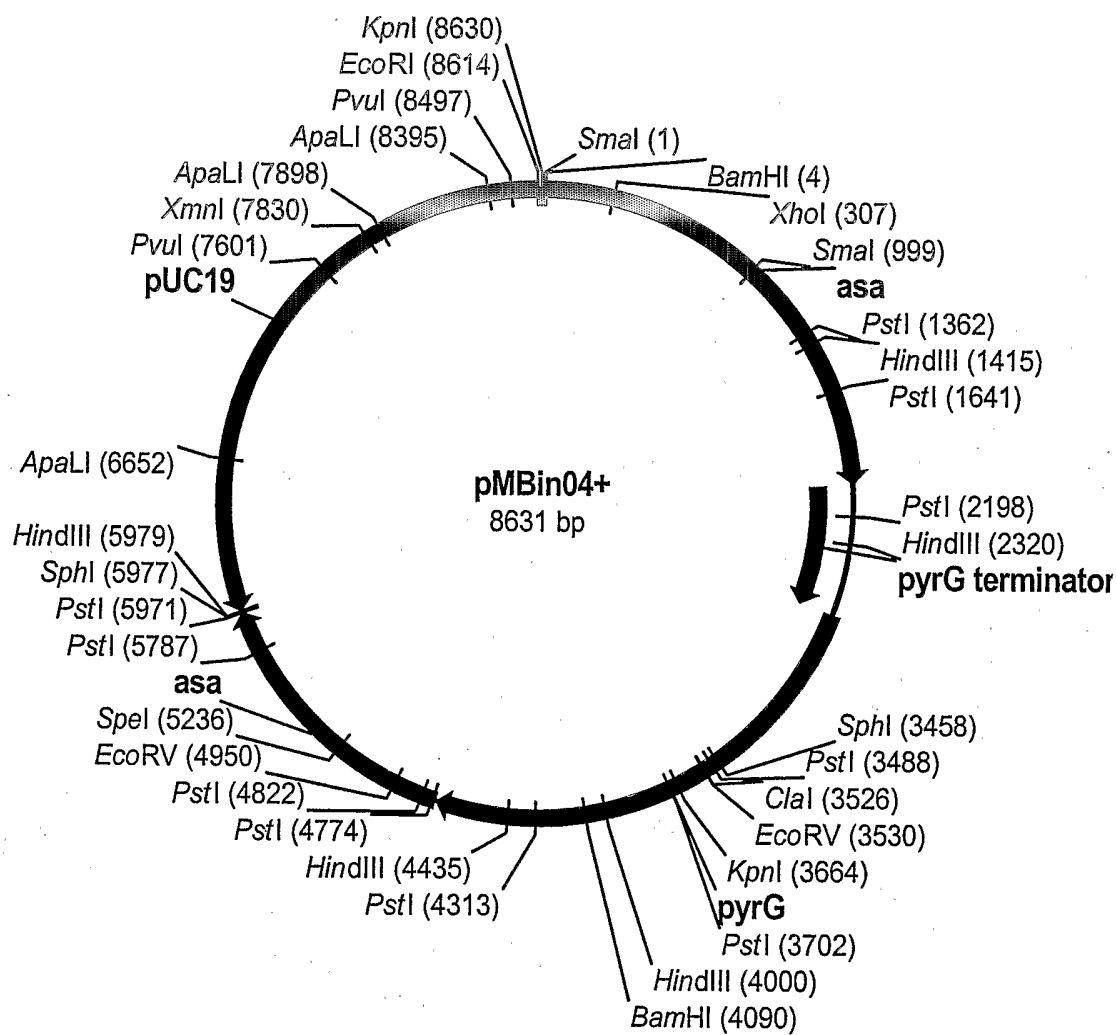 KpnI (8630)
EcoRI (8614)
PvuI (8497)
ApaLI (8395)
ApaLI (7898)
XmnI (7830)
PvuI (7601)
pUC19
ApaLI (6652)
HindIII (5979)
SphI (5977)
PstI (5971)
PstI (5787)
asa
SpeI (5236)
EcoRV (4950)
PstI (4822)
PstI (4774)
HindIII (4435)
PstI (4313)
SmaI (1)
BamHI (4)
XhoI (307)
SmaI (999)
asa
PstI (1362)
HindIII (1415)
PstI (1641)
PstI (2198)
HindIII (2320)
pyrG terminator
SphI (3458)
PstI (3488)
ClaI (3526)
EcoRV (3530)
KpnI (3664)
pyrG
PstI (3702)
HindIII (4000)
BamHI (4090)
pMBin04+
8631 bp